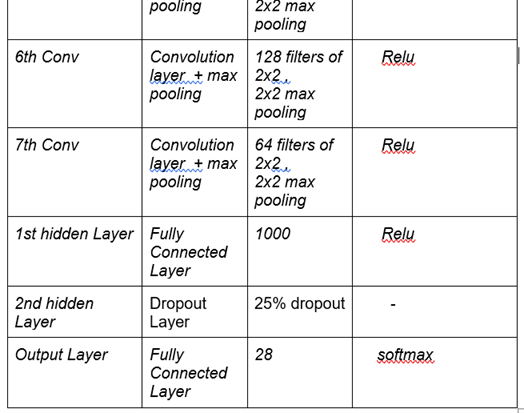 pooling
2x2 max
pooling
6th Conv
Convolution
layer + max
pooling
128 filters of
2x2 ,
2x2 max
pooling
Relu
7th Conv
Convolution
layer + max
pooling
64 filters of
2x2 ,
2x2 max
pooling
Relu
1st hidden Layer
Fully
Connected
Layer
1000
Relu
2nd hidden
Layer
Dropout
Layer
25% dropout
-
Output Layer
Fully
Connected
Layer
28
softmax